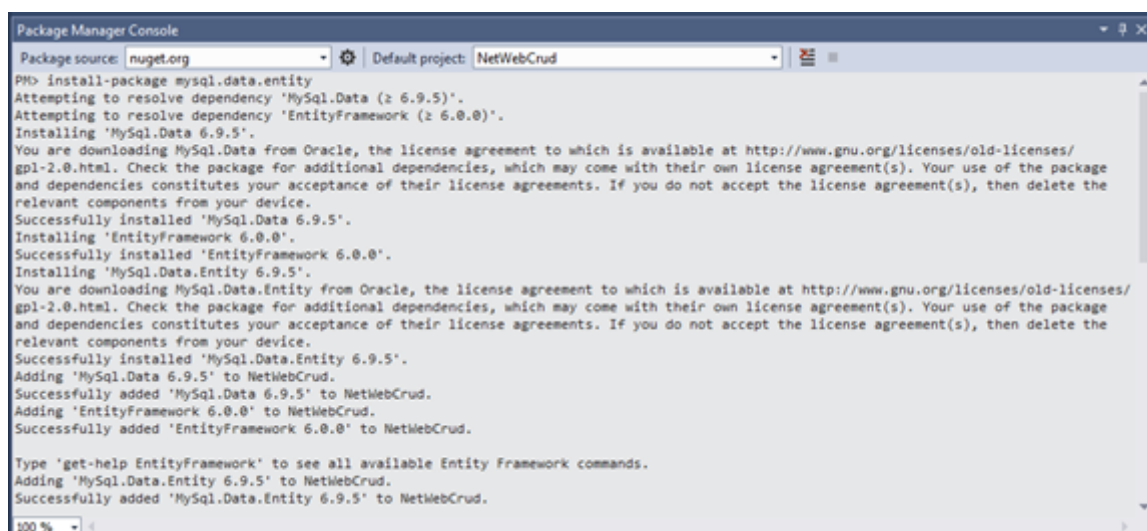 Package Manager Console
Package source: nuget.org Default project: NetWebCrud
PM> install-package mysql.data.entity
Attempting to resolve dependency 'MySql.Data (≥ 6.9.5)'.
Attempting to resolve dependency 'EntityFramework (≥ 6.0.0)'.
Installing 'MySql.Data 6.9.5'.
You are downloading MySql.Data from Oracle, the license agreement to which is available at http://www.gnu.org/licenses/old-licenses/
gpl-2.0.html. Check the package for additional dependencies, which may come with their own license agreement(s). Your use of the package
and dependencies constitutes your acceptance of their license agreements. If you do not accept the license agreement(s), then delete the
relevant components from your device.
Successfully installed 'MySql.Data 6.9.5'.
Installing 'EntityFramework 6.0.0'.
Successfully installed 'EntityFramework 6.0.0'.
Installing 'MySql.Data.Entity 6.9.5'.
You are downloading MySql.Data.Entity from Oracle, the license agreement to which is available at http://www.gnu.org/licenses/old-licenses/
gpl-2.0.html. Check the package for additional dependencies, which may come with their own license agreement(s). Your use of the package
and dependencies constitutes your acceptance of their license agreements. If you do not accept the license agreement(s), then delete the
relevant components from your device.
Successfully installed 'MySql.Data.Entity 6.9.5'.
Adding 'MySql.Data 6.9.5' to NetWebCrud.
Successfully added 'MySql.Data 6.9.5' to NetWebCrud.
Adding 'EntityFramework 6.0.0' to NetWebCrud.
Successfully added 'EntityFramework 6.0.0' to NetWebCrud.
Type 'get-help EntityFramework' to see all available Entity Framework commands.
Adding 'MySql.Data.Entity 6.9.5' to NetWebCrud.
Successfully added 'MySql.Data.Entity 6.9.5' to NetWebCrud.
100 %